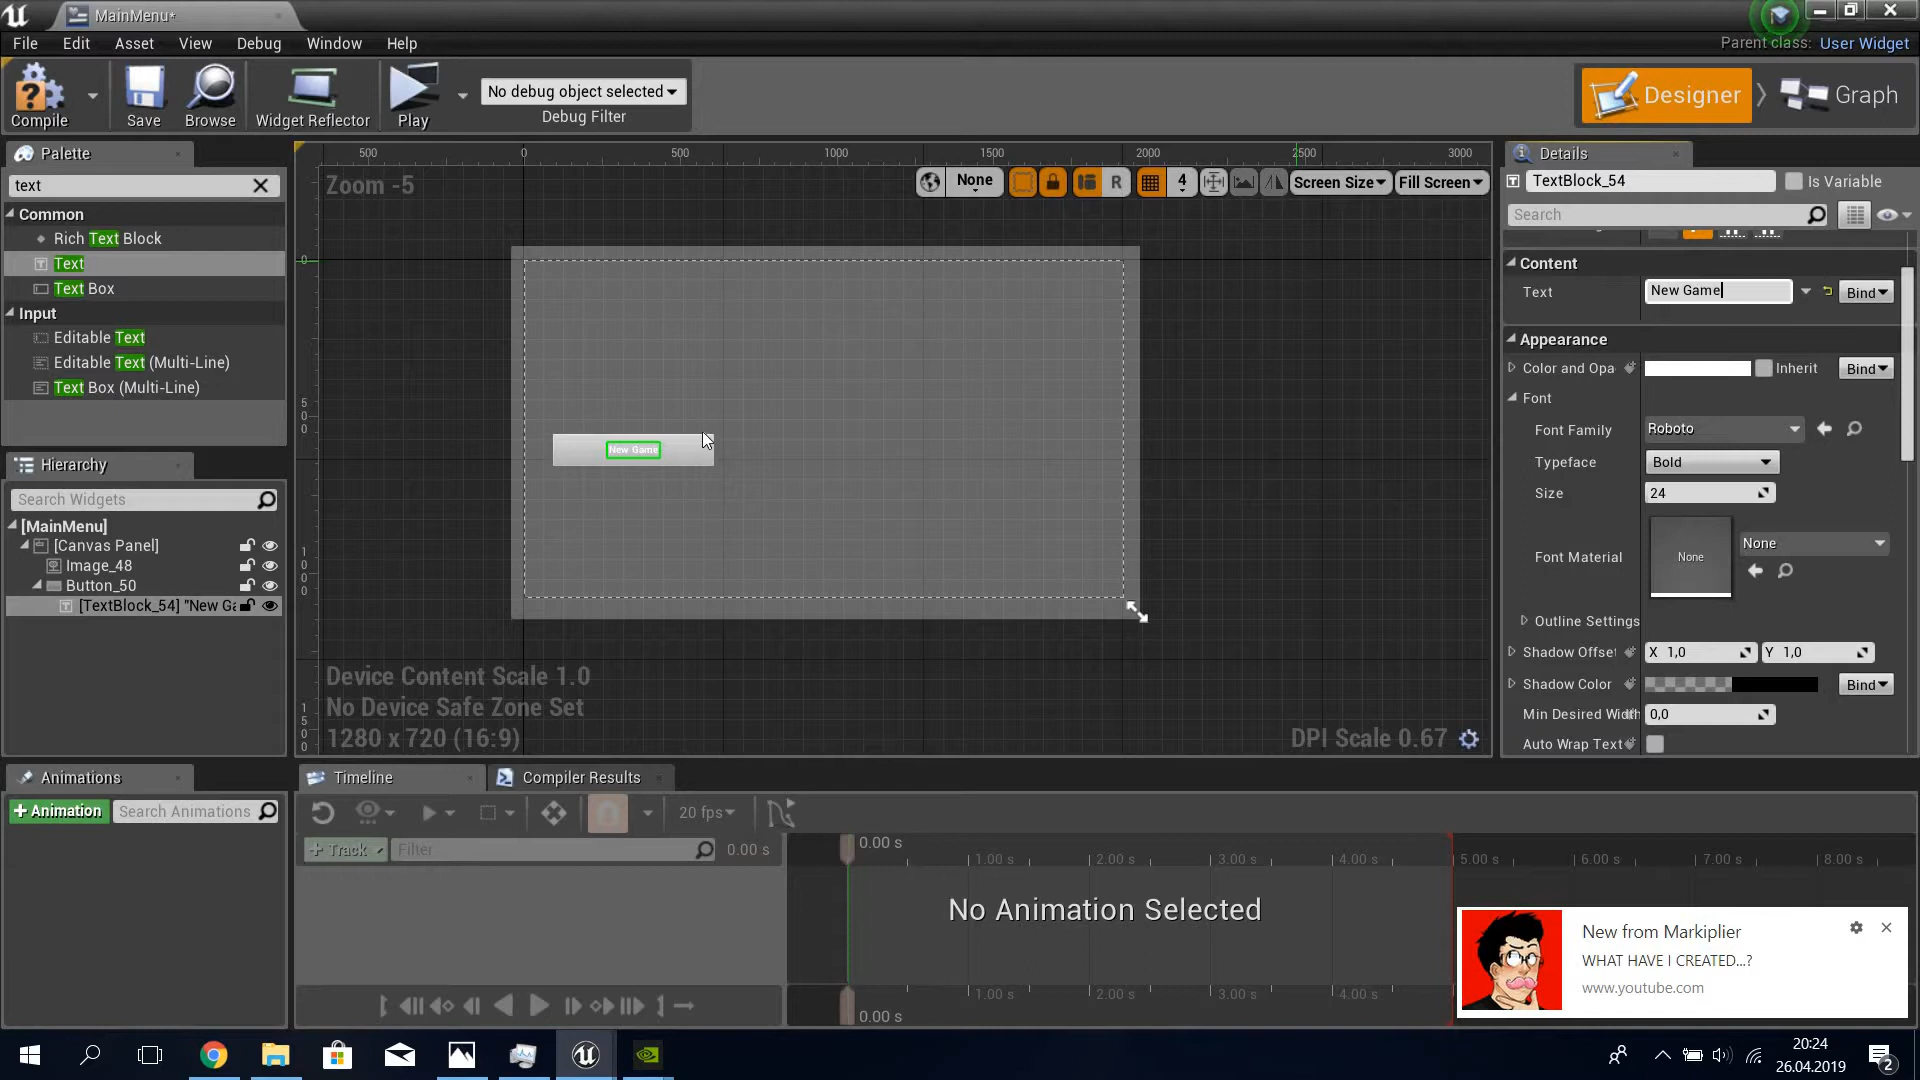 MainMenu*
File Edit Asset View Debug Window Help
Parent class: User Widget
Compile Save Browse Widget Reflector Play
No debug object selected
Debug Filter
Designer Graph
Palette
text
Common
Rich Text Block
Text
Text Box
Input
Editable Text
Editable Text (Multi-Line)
Text Box (Multi-Line)
Hierarchy
Search Widgets
[MainMenu]
[Canvas Panel]
Image_48
Button_50
[TextBlock_54] "New Ga
Animations
+ Animation Search Animations
500 0 500 1000 1500 2000 2500 3000
Zoom -5
None R 4 Screen Size Fill Screen
0
500
1000
1500
New Game
Device Content Scale 1.0
No Device Safe Zone Set
1280 x 720 (16:9)
DPI Scale 0.67
Details
TextBlock_54 Is Variable
Search
Content
Text New Game Bind
Appearance
Color and Opa Inherit Bind
Font
Font Family Roboto
Typeface Bold
Size 24
Font Material None None
Outline Settings
Shadow Offset X 1,0 Y 1,0
Shadow Color Bind
Min Desired Width 0,0
Auto Wrap Text
Timeline Compiler Results
20 fps
+ Track Filter 0.00 s
0.00 s
1.00 s 2.00 s 3.00 s 4.00 s 5.00 s 6.00 s 7.00 s 8.00 s
No Animation Selected
1.00 s 2.00 s 3.00 s 4.00 s
0.00 s
New from Markiplier
WHAT HAVE I CREATED...?
www.youtube.com
20:24
26.04.2019
2